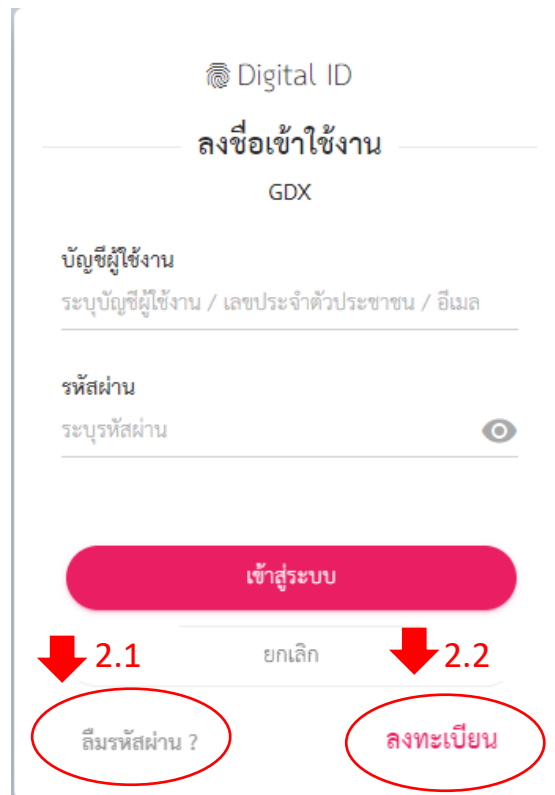 Digital ID
ลงชื่อเข้าใช้งาน
GDX
บัญชีผู้ใช้งาน
ระบุบัญชีผู้ใช้งาน / เลขประจำตัวประชาชน / อีเมล
รหัสผ่าน
ระบุรหัสผ่าน
เข้าสู่ระบบ
2.1 ยกเลิก 2.2
ลืมรหัสผ่าน ? ลงทะเบียน